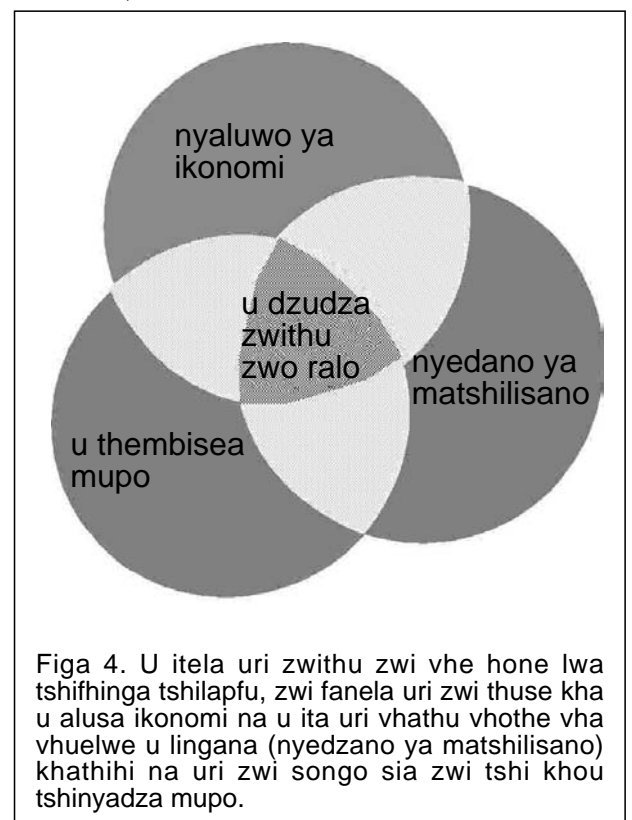 nyaluwo ya
ikonomi
u dzudza
zwithu
zwo ralo
nyedano ya
matshilisano
u thembisea
mupo
Figa 4. U itela uri zwithu zwi vhe hone lwa
tshifhinga tshilapfu, zwi fanela uri zwi thuse kha
u alusa ikonomi na u ita uri vhathu vhothe vha
vhuelwe u lingana (nyedzano ya matshilisano)
khathihi na uri zwi songo sia zwi tshi khou
tshinyadza mupo.